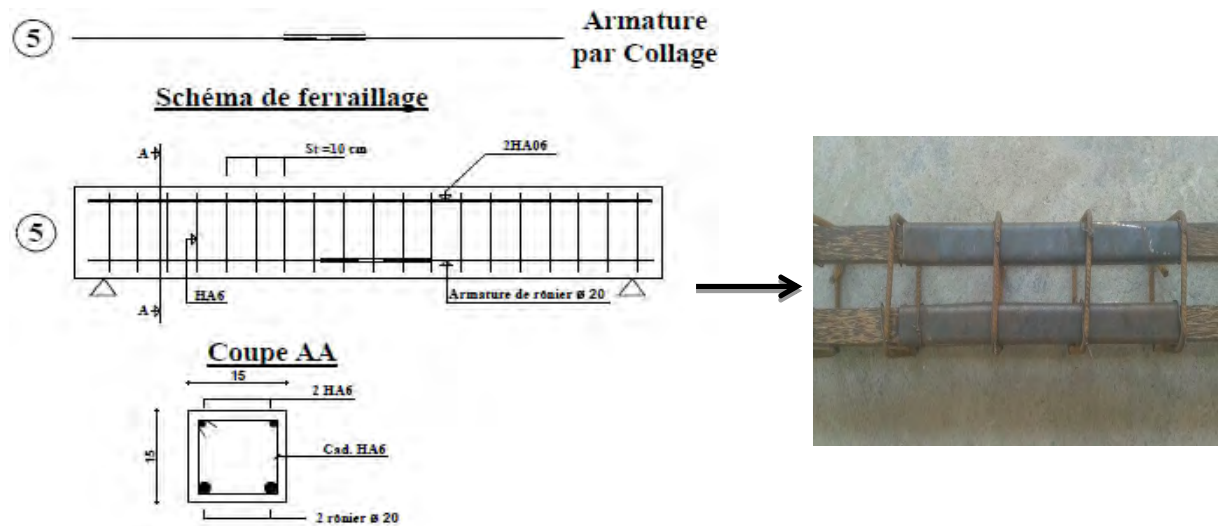 5
Armature
par Collage
Schéma de ferraillage
A
St =10 cm
2HA06
5
HA6
Armature de rônier ø 20
A
Coupe AA
15
2 HA6
15
Cad. HA6
2 rônier ø 20